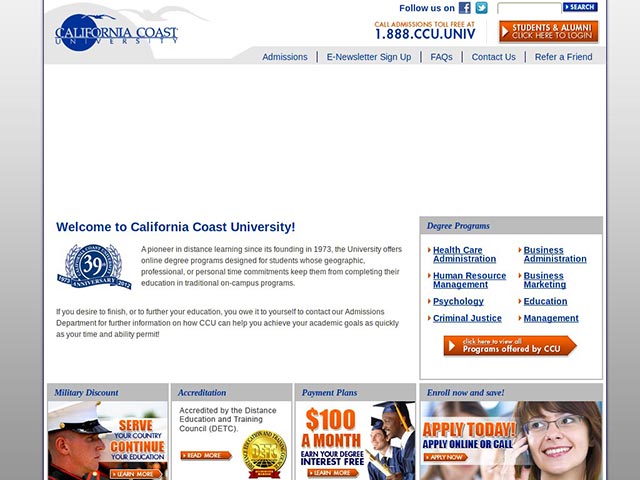 CALIFORNIA COAST
UNIVERSITY
Follow us on
SEARCH
CALL ADMISSIONS TOLL FREE AT
1.888.CCU.UNIV
STUDENTS & ALUMNI
CLICK HERE TO LOGIN
Admissions
E-Newsletter Sign Up
FAQs
Contact Us
Refer a Friend
Welcome to California Coast University!
39th
ANNIVERSARY
1973
2012
A pioneer in distance learning since its founding in 1973, the University offers
online degree programs designed for students whose geographic,
professional, or personal time commitments keep them from completing their
education in traditional on-campus programs.
If you desire to finish, or to further your education, you owe it to yourself to contact our Admissions
Department for further information on how CCU can help you achieve your academic goals as quickly
as your time and ability permit!
Degree Programs
Health Care
Administration
Business
Administration
Human Resource
Management
Business
Marketing
Psychology
Education
Criminal Justice
Management
click here to view all
Programs offered by CCU
Military Discount
SERVE
YOUR COUNTRY
CONTINUE
YOUR EDUCATION
LEARN MORE
Accreditation
Accredited by the Distance
Education and Training
Council (DETC).
READ MORE
DETC
Payment Plans
$100
A MONTH
EARN YOUR DEGREE
INTEREST FREE
LEARN MORE
Enroll now and save!
APPLY TODAY!
APPLY ONLINE OR CALL
APPLY NOW